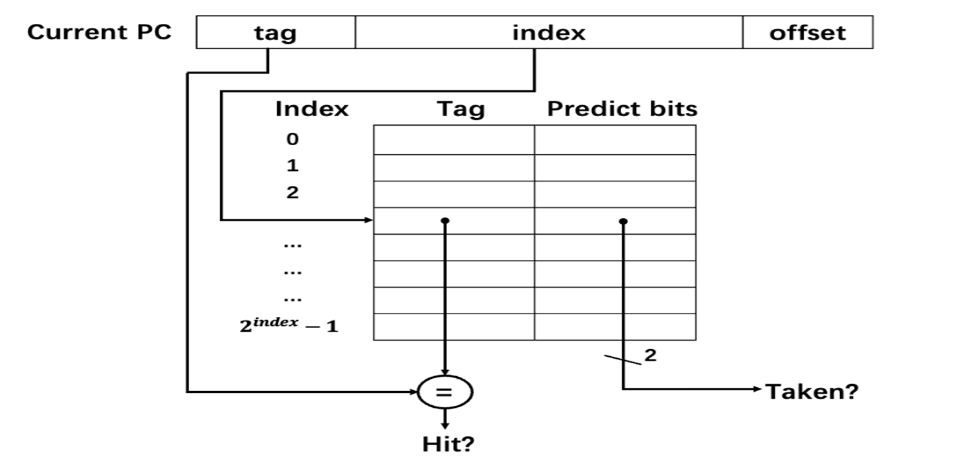 Current PC tag index offset
Index Tag Predict bits
0
1
2
...
...
...
2^index − 1
2
= Taken?
Hit?